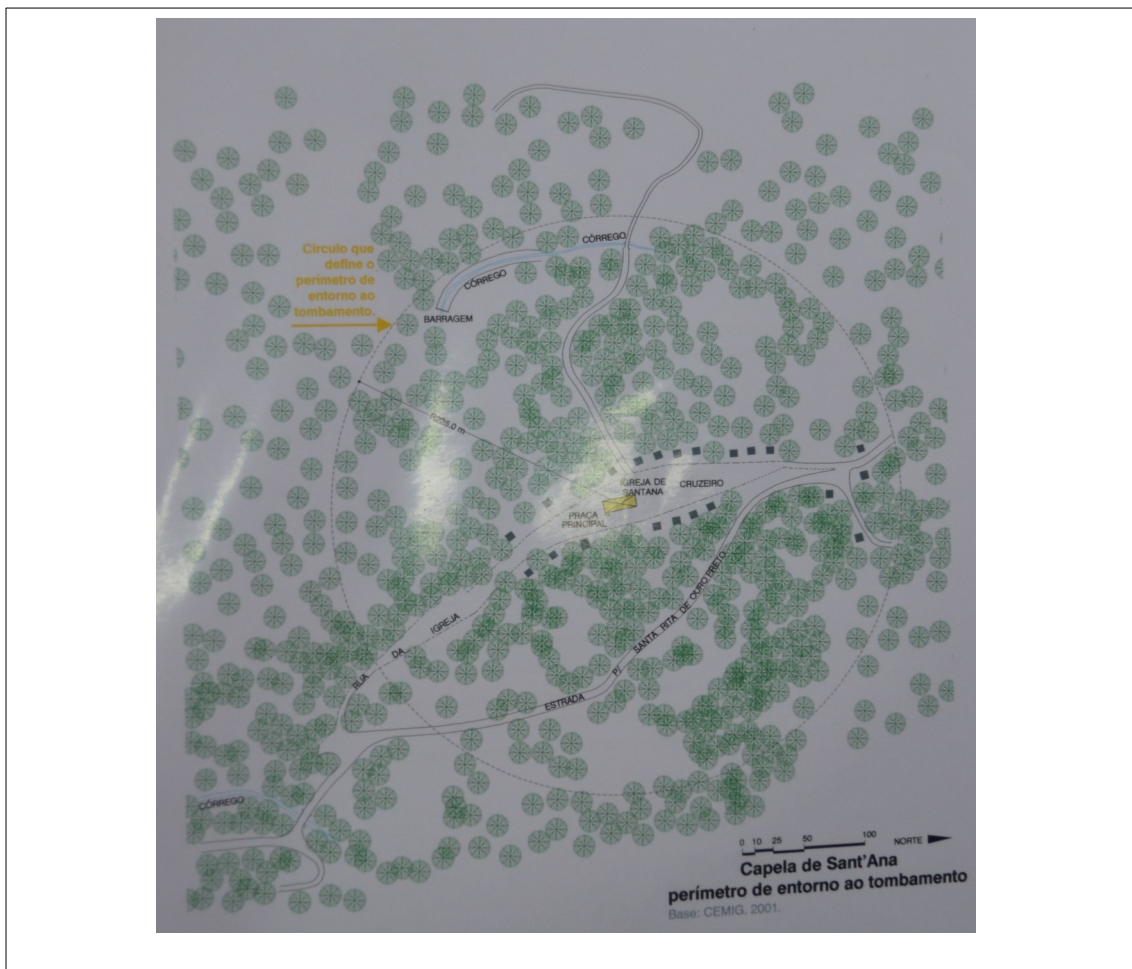 CÓRREGO
Círculo que
define o
perímetro de
entorno ao
tombamento.
CÓRREGO
BARRAGEM
IGREJA DE
SANTANA
CRUZEIRO
PRAÇA
PRINCIPAL
SANTA RITA DE OURO PRETO
RUA DA IGREJA
P/
ESTRADA
CÓRREGO
0 10 25 50 100
NORTE
Capela de Sant'Ana
perímetro de entorno ao tombamento
Base: CEMIG. 2001.